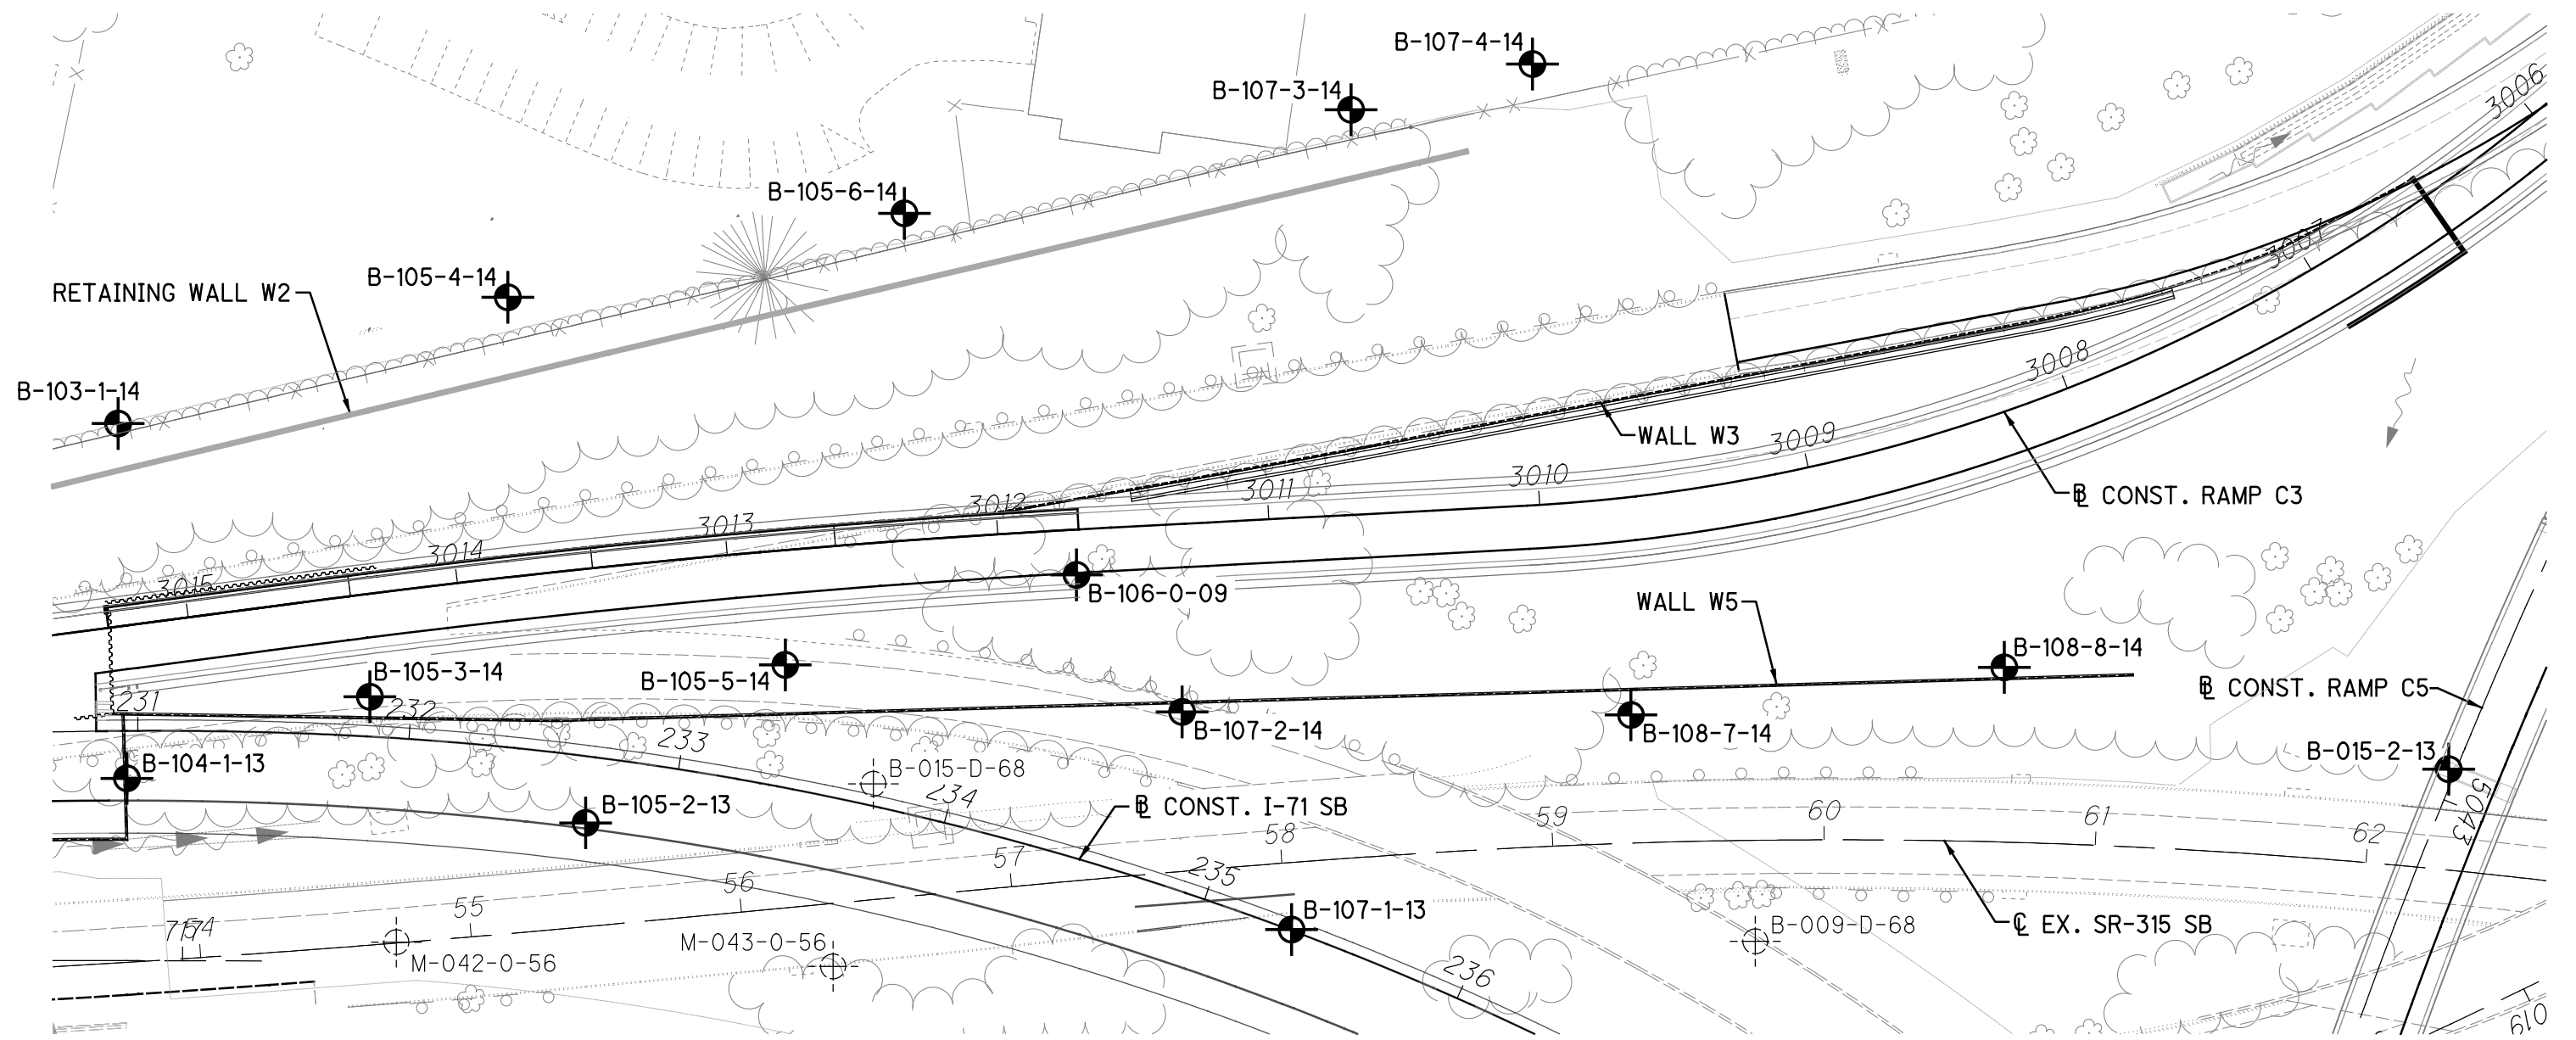 B-107-4-14
B-107-3-14
3006
B-105-6-14
3007
B-105-4-14
RETAINING WALL W2
B-103-1-14
3008
WALL W3
3009
3010
3011
℄ CONST. RAMP C3
3012
3013
3014
3015
B-106-0-09
WALL W5
B-108-8-14
B-105-3-14
B-105-5-14
℄ CONST. RAMP C5
231
232
B-107-2-14
B-108-7-14
233
B-104-1-13
B-015-D-68
B-015-2-13
234
B-105-2-13
℄ CONST. I-71 SB
5043
58
59
60
61
62
57
235
56
55
54
B-107-1-13
B-009-D-68
℄ EX. SR-315 SB
M-043-0-56
M-042-0-56
236
019